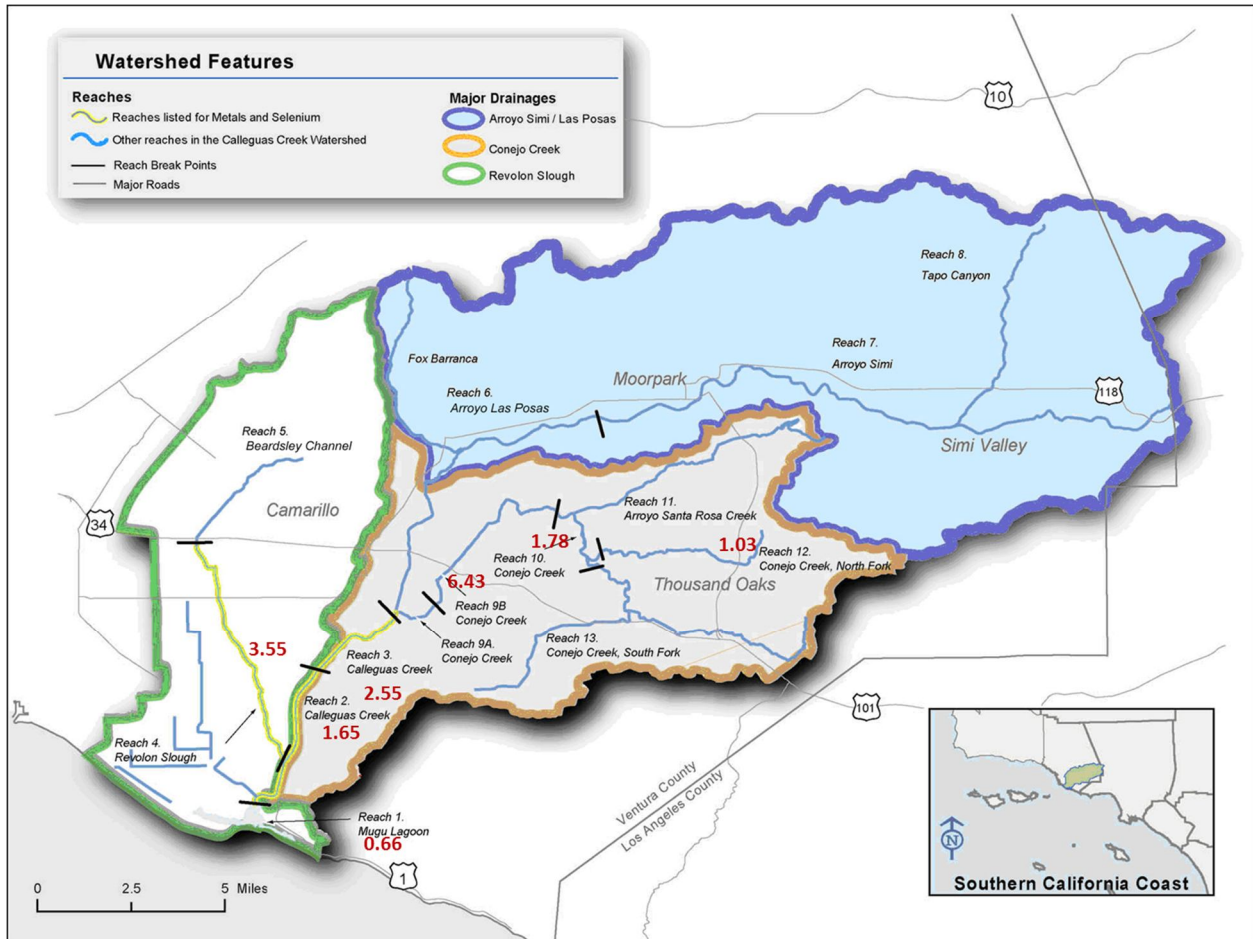 Watershed Features
Reaches
Reaches listed for Metals and Selenium
Other reaches in the Calleguas Creek Watershed
Reach Break Points
Major Roads
Major Drainages
Arroyo Simi / Las Posas
Conejo Creek
Revolon Slough
10
Reach 8.
Tapo Canyon
Reach 7.
Arroyo Simi
Fox Barranca
Moorpark
Reach 6.
Arroyo Las Posas
118
Simi Valley
Reach 5.
Beardsley Channel
Camarillo
34
Reach 11.
Arroyo Santa Rosa Creek
1.78
Reach 10.
Conejo Creek
1.03
Reach 12.
Conejo Creek, North Fork
Thousand Oaks
6.43
Reach 9B
Conejo Creek
Reach 9A.
Conejo Creek
Reach 13.
Conejo Creek, South Fork
3.55
Reach 3.
Calleguas Creek
2.55
Reach 2.
Calleguas Creek
1.65
Reach 4.
Revolon Slough
101
Ventura County
Los Angeles County
Reach 1.
Mugu Lagoon
0.66
1
0 2.5 5 Miles
N
Southern California Coast